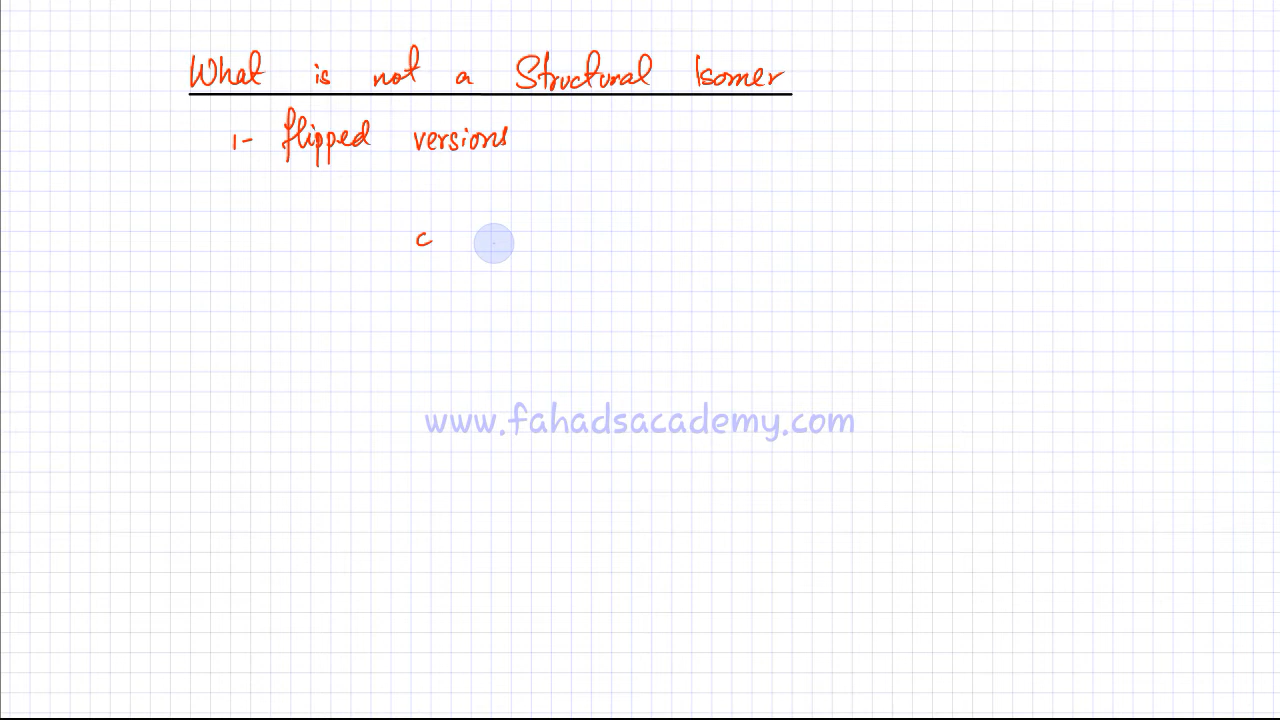 What is not a Structural Isomer
1- flipped versions
c
www.fahadsacademy.com